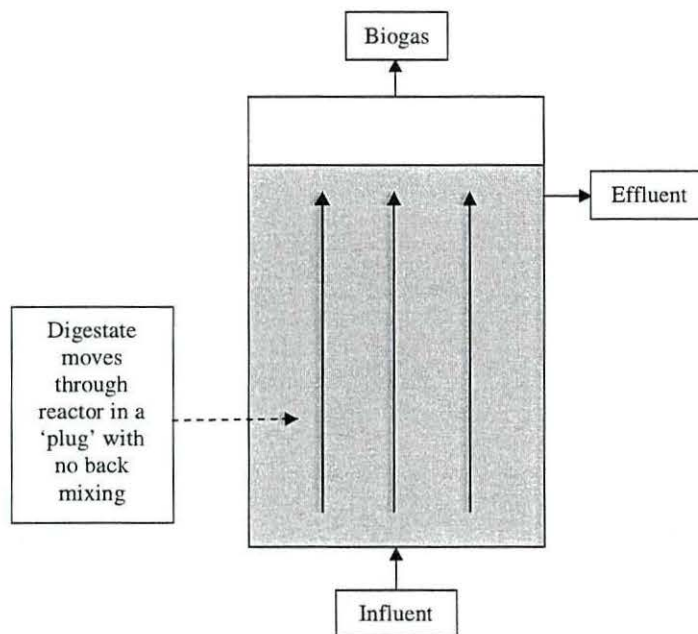 Biogas
Effluent
Digestate
moves
through
reactor in a
‘plug’ with
no back
mixing
Influent